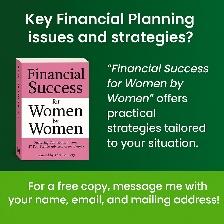 Key Financial Planning
issues and strategies?
Financial
Success
for
Women
by
Women
“Financial Success
for Women by
Women” offers
practical
strategies tailored
to your situation.
For a free copy, message me with
your name, email, and mailing address!